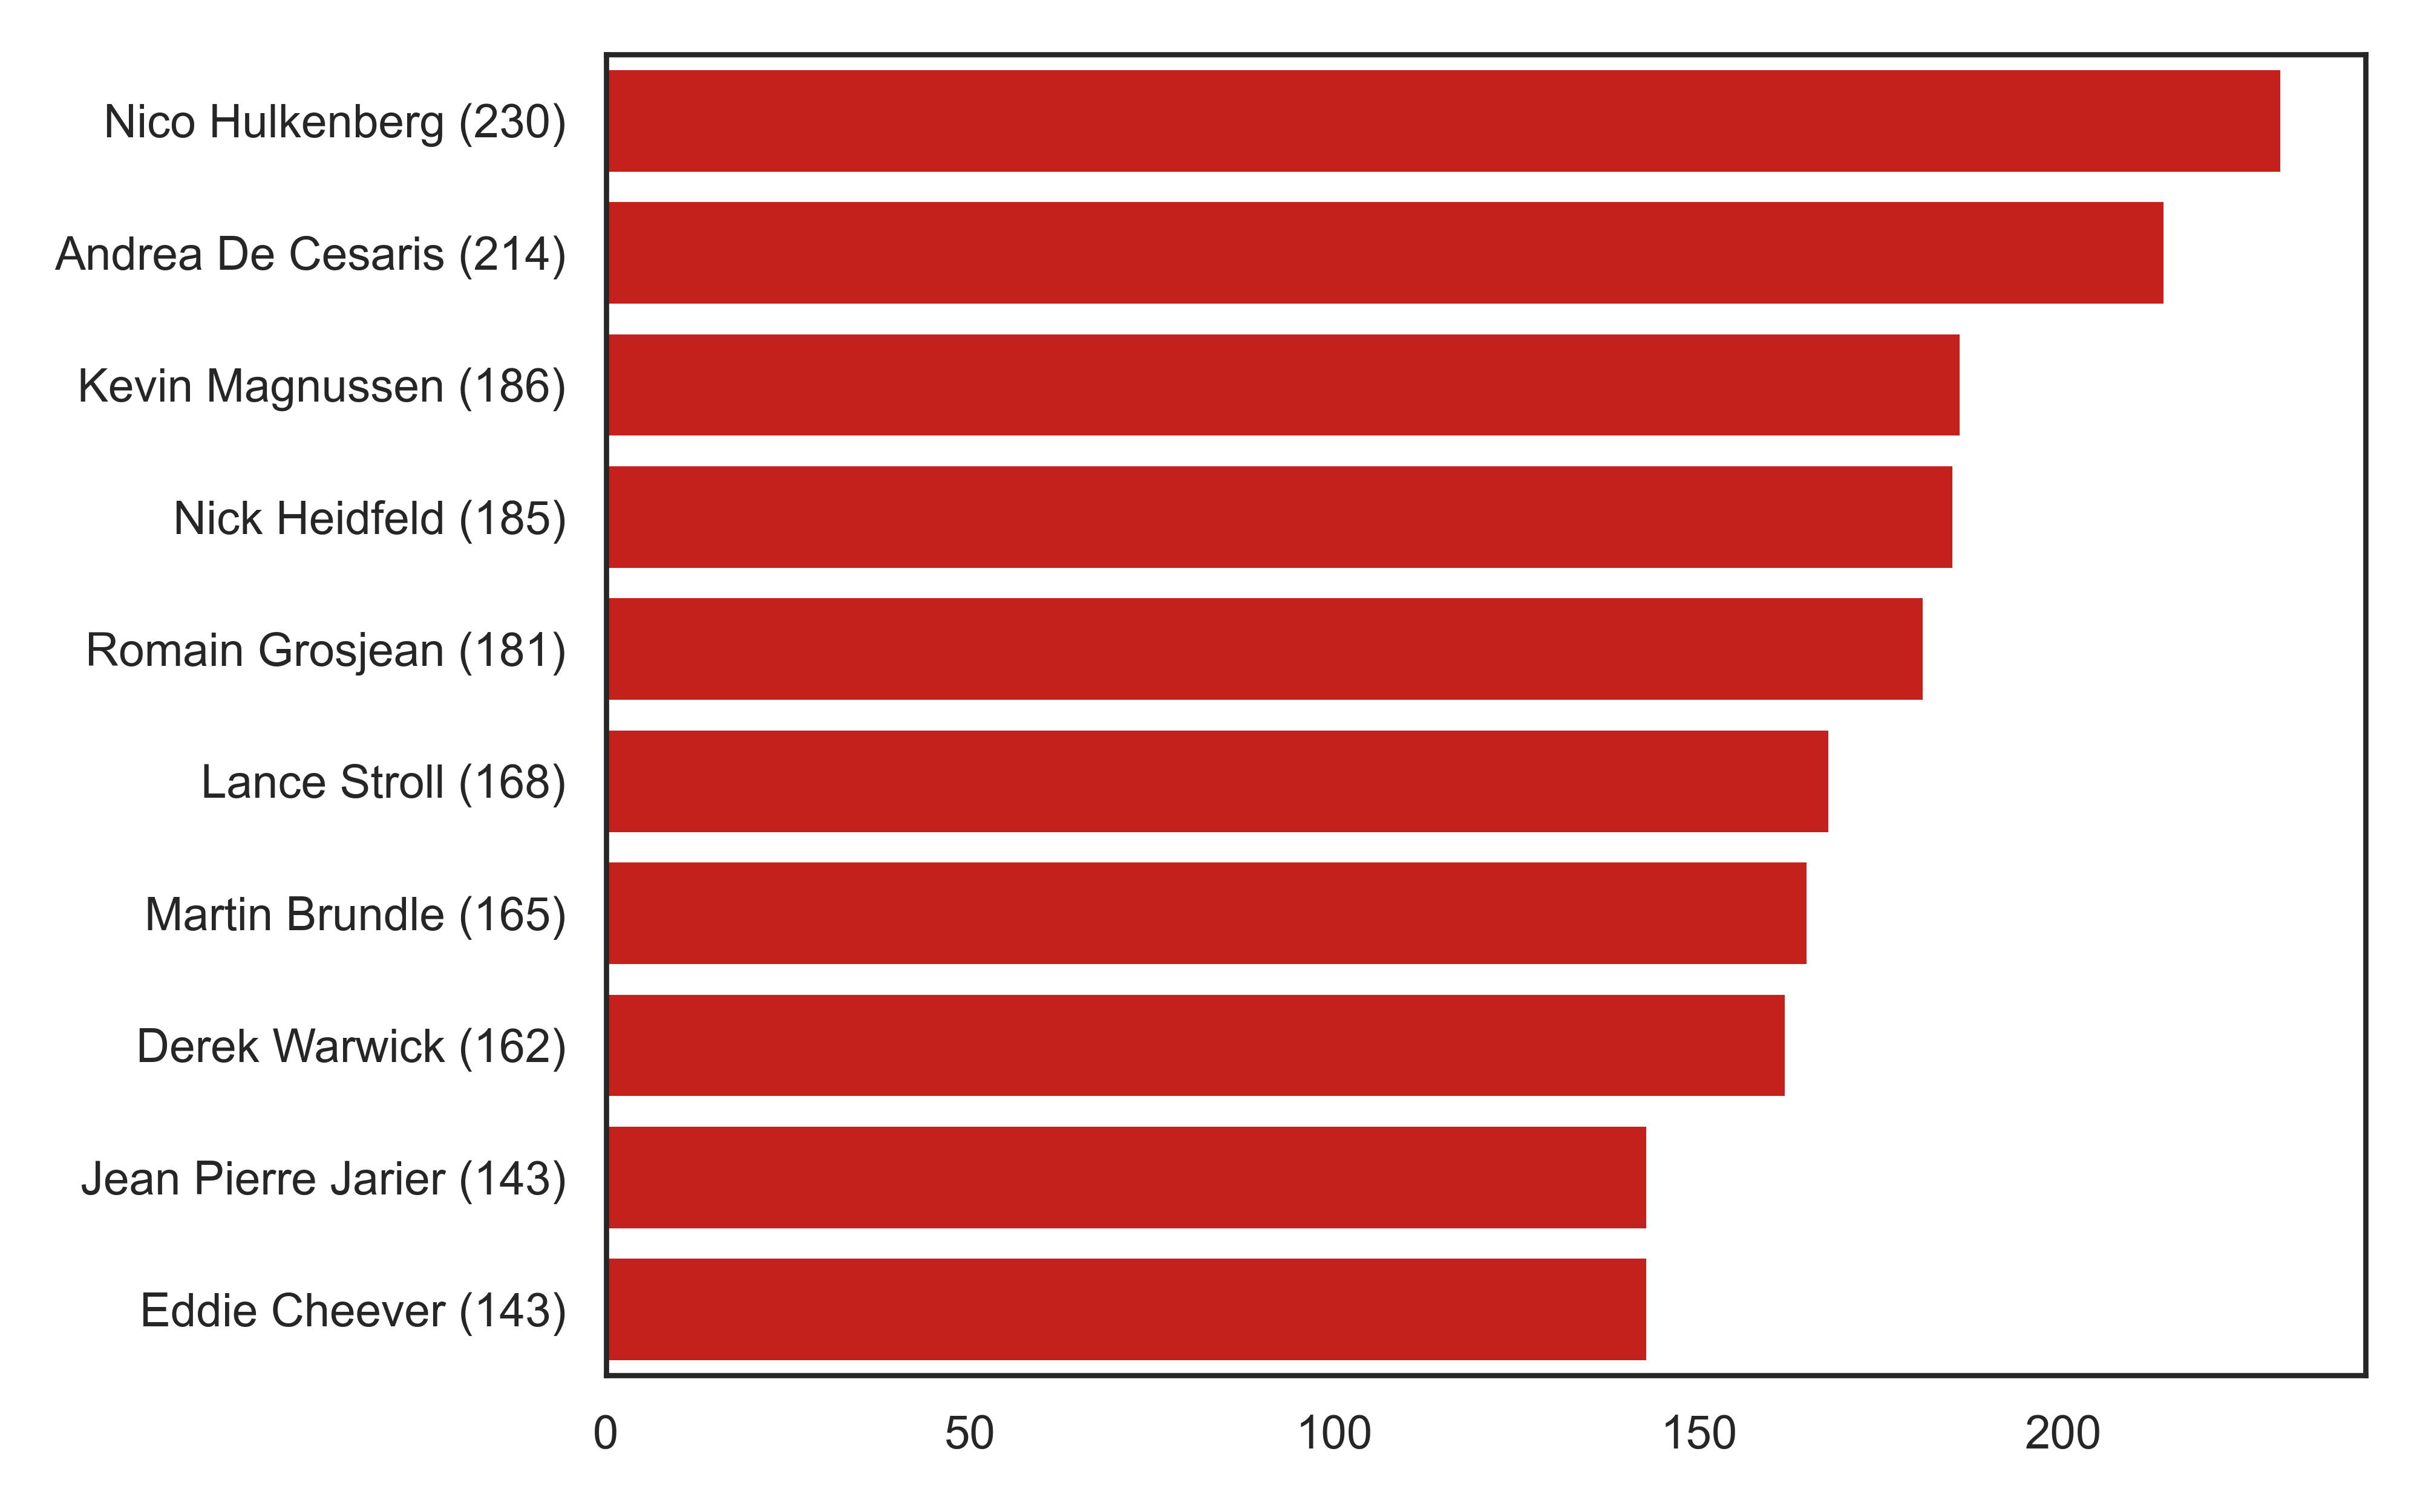 Nico Hulkenberg (230)
Andrea De Cesaris (214)
Kevin Magnussen (186)
Nick Heidfeld (185)
Romain Grosjean (181)
Lance Stroll (168)
Martin Brundle (165)
Derek Warwick (162)
Jean Pierre Jarier (143)
Eddie Cheever (143)
0 50 100 150 200